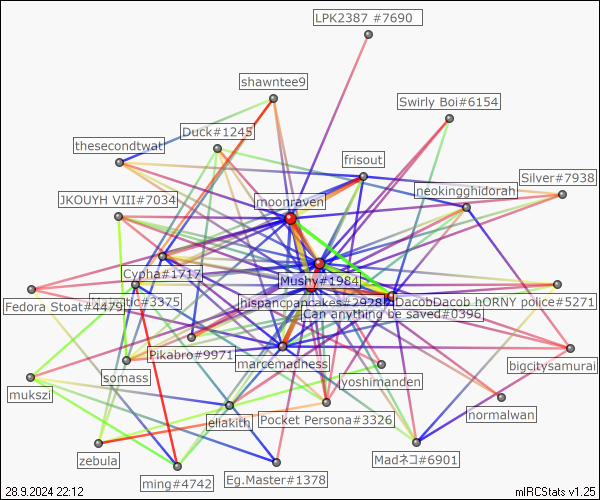 LPK2387 #7690
shawntee9
Swirly Boi#6154
Duck#1245
thesecondtwat
frisout
Silver#7938
neokingghidorah
JKOUYH VIII#7034
moonraven
Cypha#1717
Mushy#1984
Fedora Stoat#4479
#3375
hispancpancakes#2928
DacobDacob hORNY police#5271
Can anything be saved#0396
Pikabro#9971
marcemadness
bigcitysamurai
somass
yoshimanden
mukszi
normalwan
eliakith
Pocket Persona#3326
zebula
Madネコ#6901
ming#4742
Eg.Master#1378
28.9.2024 22:12
mIRCStats v1.25